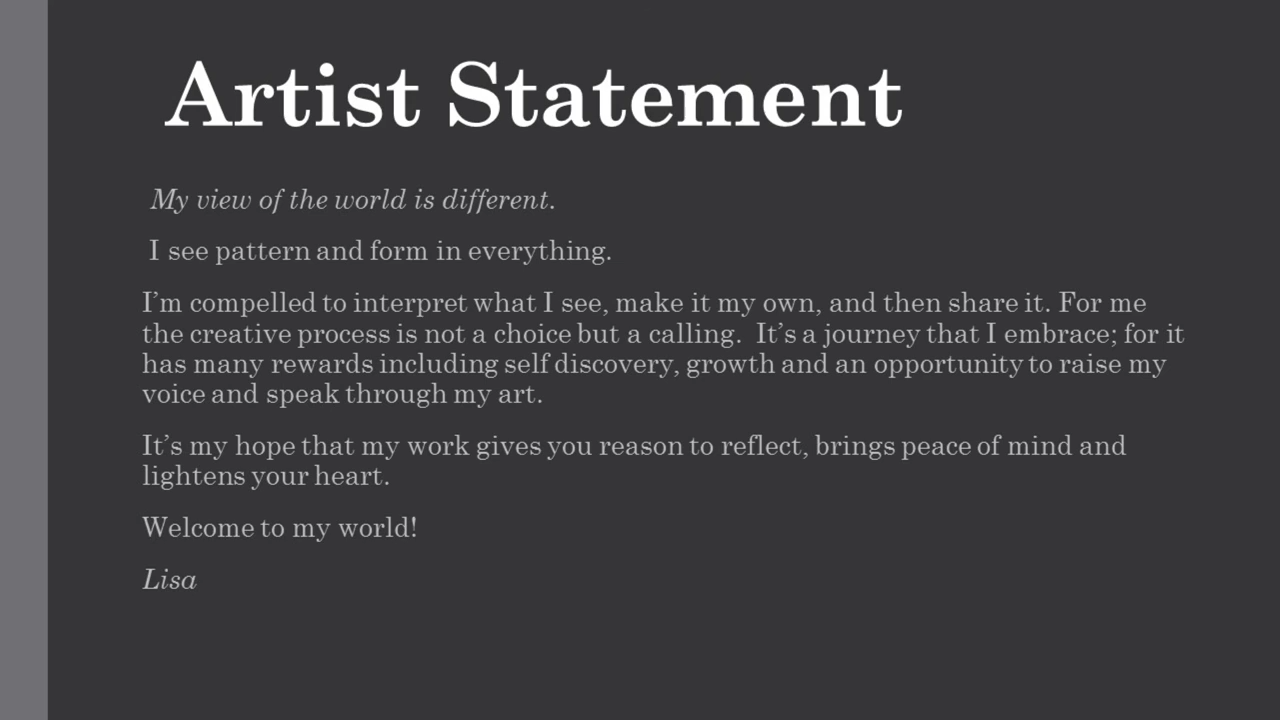 Artist Statement
My view of the world is different.
I see pattern and form in everything.
I’m compelled to interpret what I see, make it my own, and then share it. For me
the creative process is not a choice but a calling.  It’s a journey that I embrace; for it
has many rewards including self discovery, growth and an opportunity to raise my
voice and speak through my art.
It’s my hope that my work gives you reason to reflect, brings peace of mind and
lightens your heart.
Welcome to my world!
Lisa